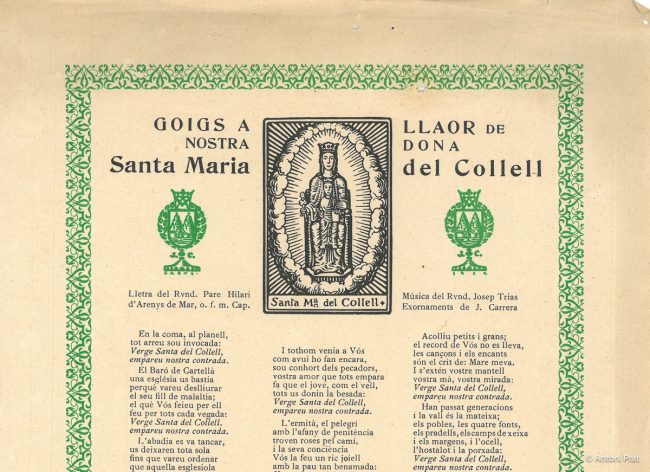 GOIGS A LLAOR DE
NOSTRA DONA
Santa Maria del Collell
J. C.
J. C.
Santa Mª. del Collell
Lletra del Rvnd. Pare Hilari
d'Arenys de Mar, o. f. m. Cap.
Música del Rvnd. Josep Trias
Exornaments de J. Carrera
En la coma, al planell,
tot arreu sou invocada:
Verge Santa del Collell,
empareu nostra contrada.
El Baró de Cartellà
una església us bastia
perquè vareu deslliurar
el seu fill de malaltia;
el què Vós féieu per ell
feu per tots cada vegada:
Verge Santa del Collell,
empareu nostra contrada.
L'abadia es va tancar,
us deixaren tota sola
fins que vareu ordenar
que aquella esglesiola
I tothom venia a Vós
com avui ho fan encara,
sou conhort dels pecadors,
vostra amor que tots empara
fa que el jove, com el vell,
tots us donin la besada:
Verge Santa del Collell,
empareu nostra contrada.
L'ermità, el pelegrí
amb l'afany de penitència
troven roses pel camí,
i la seva conciència
Vós la feu un ric joiell
amb la pau tan benamada:
Acolliu petits i grans;
el record de Vós no es lleva,
les cançons i els encants
són el crit de: Mare meva.
I s'extén vostre mantell
vostra mà, vostra mirada:
Verge Santa del Collell,
empareu nostra contrada.
Han passat generacions
i la vall és la mateixa;
els pobles, les quatre fonts,
els pradells, els camps de xeixa
i els margens, i l'ocell,
l'hostalot i la porxada:
Verge Santa del Collell,
empareu nostra contrada.
© Antoni Prat